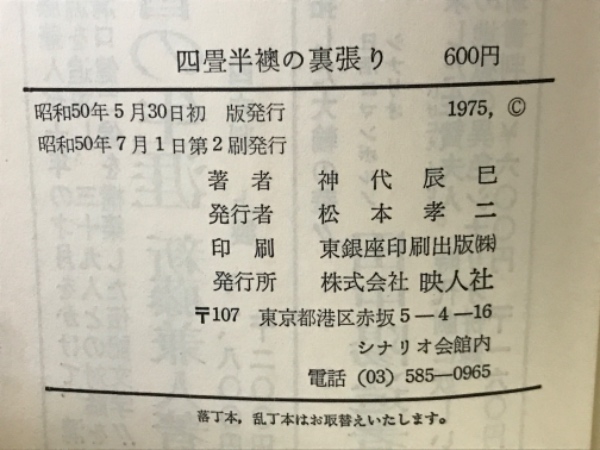 四畳半襖の裏張り 600円
昭和50年5月30日初 版発行 1975, ©
昭和50年7月1日第2刷発行
著者 神代辰巳
発行者 松本孝二
印刷 東銀座印刷出版㈱
発行所 株式会社 映人社
〒107 東京都港区赤坂5-4-16
シナリオ会館内
電話 (03) 585-0965
落丁本,乱丁本はお取替えいたします。